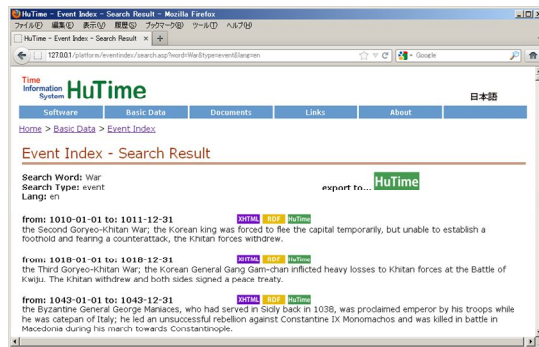 HuTime - Event Index - Search Result - Mozilla Firefox
ファイル(F) 編集(E) 表示(V) 履歴(S) ブックマーク(B) ツール(T) ヘルプ(H)
HuTime - Event Index - Search Result × +
127.0.0.1/platform/eventindex/search.asp?word=War&type=event&lang=en Google
Time
Information HuTime
System
日本語
Software Basic Data Documents Links About
Home > Basic Data > Event Index
Event Index - Search Result
Search Word: War
Search Type: event
Lang: en
export to... HuTime
from: 1010-01-01 to: 1011-12-31 XHTML RDF HuTime
the Second Goryeo-Khitan War; the Korean king was forced to flee the capital temporarily, but unable to establish a
foothold and fearing a counterattack, the Khitan forces withdrew.
from: 1018-01-01 to: 1018-12-31 XHTML RDF HuTime
the Third Goryeo-Khitan War; the Korean General Gang Gam-chan inflicted heavy losses to Khitan forces at the Battle of
Kwiju. The Khitan withdrew and both sides signed a peace treaty.
from: 1043-01-01 to: 1043-12-31 XHTML RDF HuTime
the Byzantine General George Maniaces, who had served in Sicily back in 1038, was proclaimed emperor by his troops while
he was catepan of Italy; he led an unsuccessful rebellion against Constantine IX Monomachos and was killed in battle in
Macedonia during his march towards Constantinople.